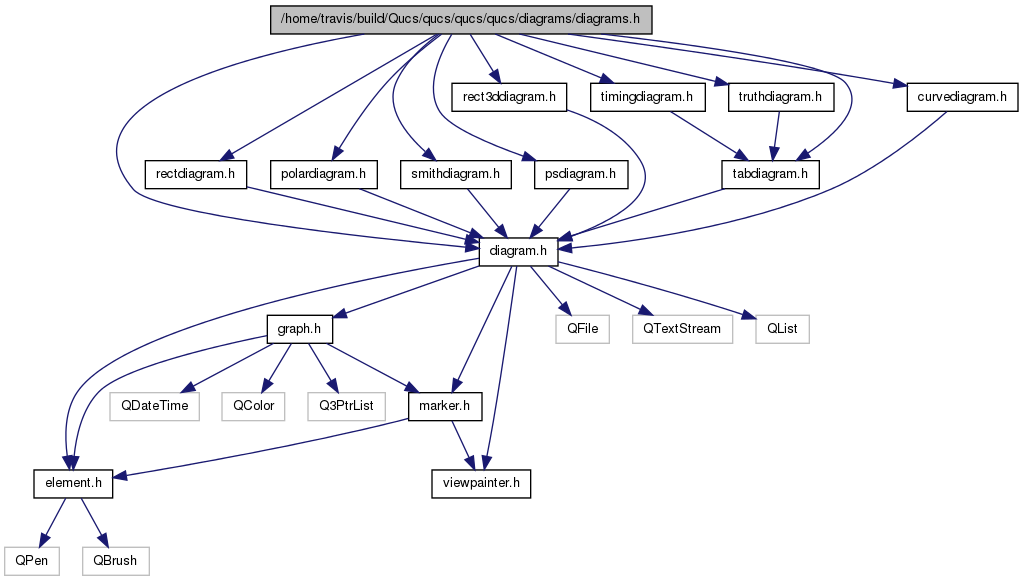 /home/travis/build/Qucs/qucs/qucs/qucs/diagrams/diagrams.h
rect3ddiagram.h
timingdiagram.h
truthdiagram.h
curvediagram.h
rectdiagram.h
polardiagram.h
smithdiagram.h
psdiagram.h
tabdiagram.h
diagram.h
graph.h
QFile
QTextStream
QList
QDateTime
QColor
Q3PtrList
marker.h
element.h
viewpainter.h
QPen
QBrush